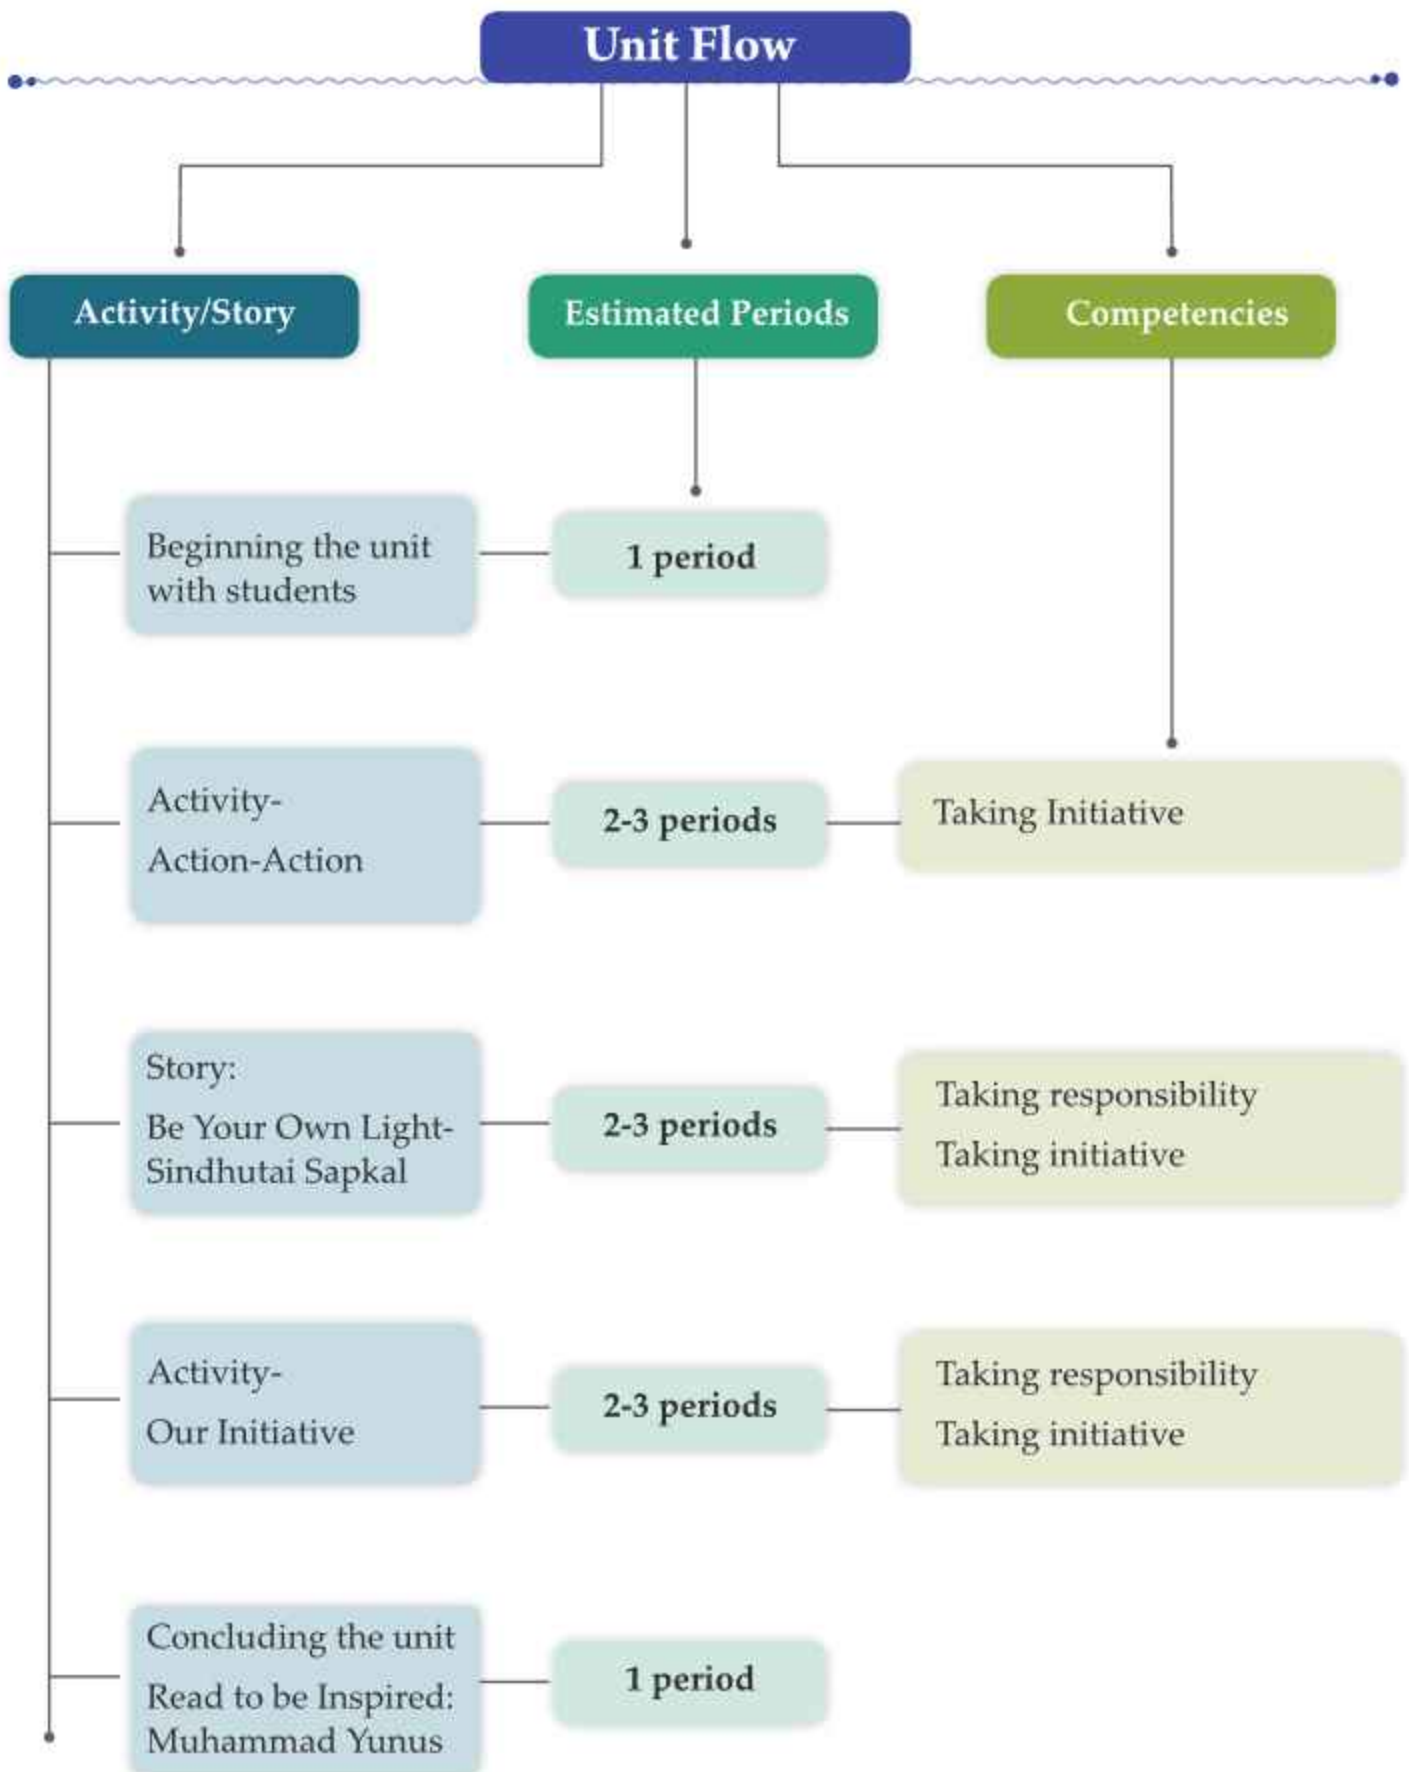 Unit Flow
Activity/Story
Estimated Periods
Competencies
Beginning the unit
with students
1 period
Activity-
Action-Action
2-3 periods
Taking Initiative
Story:
Be Your Own Light-
Sindhutai Sapkal
2-3 periods
Taking responsibility
Taking initiative
Activity-
Our Initiative
2-3 periods
Taking responsibility
Taking initiative
Concluding the unit
Read to be Inspired:
Muhammad Yunus
1 period